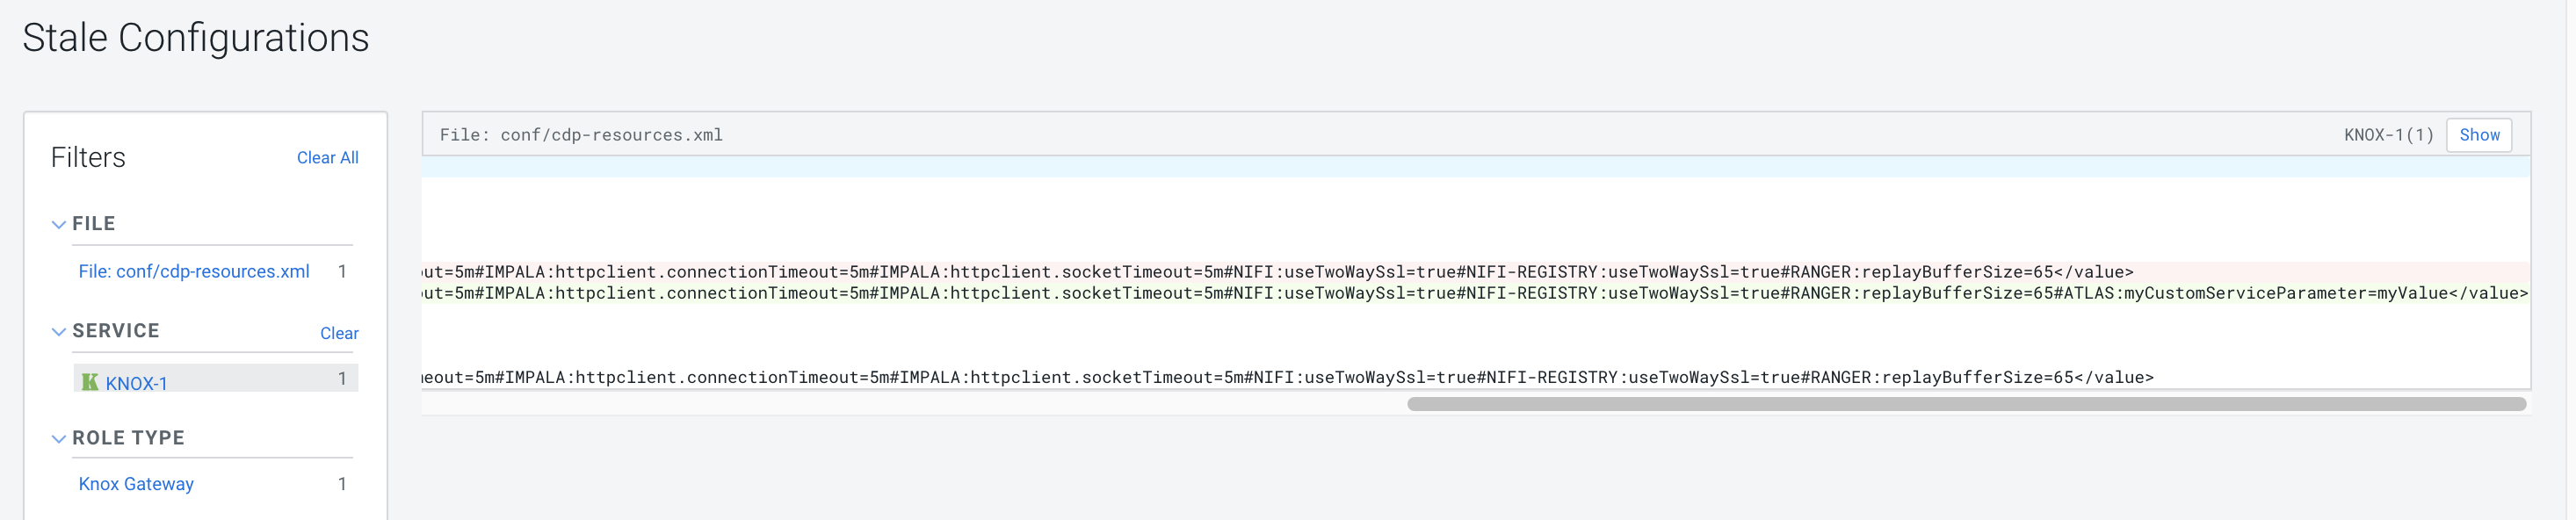 Stale Configurations
Filters
Clear All
FILE
File: conf/cdp-resources.xml 1
SERVICE
Clear
KNOX-1 1
ROLE TYPE
Knox Gateway 1
File: conf/cdp-resources.xml
KNOX-1(1) Show
out=5m#IMPALA:httpclient.connectionTimeout=5m#IMPALA:httpclient.socketTimeout=5m#NIFI:useTwoWaySsl=true#NIFI-REGISTRY:useTwoWaySsl=true#RANGER:replayBufferSize=65</value>
out=5m#IMPALA:httpclient.connectionTimeout=5m#IMPALA:httpclient.socketTimeout=5m#NIFI:useTwoWaySsl=true#NIFI-REGISTRY:useTwoWaySsl=true#RANGER:replayBufferSize=65#ATLAS:myCustomServiceParameter=myValue</value>
eout=5m#IMPALA:httpclient.connectionTimeout=5m#IMPALA:httpclient.socketTimeout=5m#NIFI:useTwoWaySsl=true#NIFI-REGISTRY:useTwoWaySsl=true#RANGER:replayBufferSize=65</value>